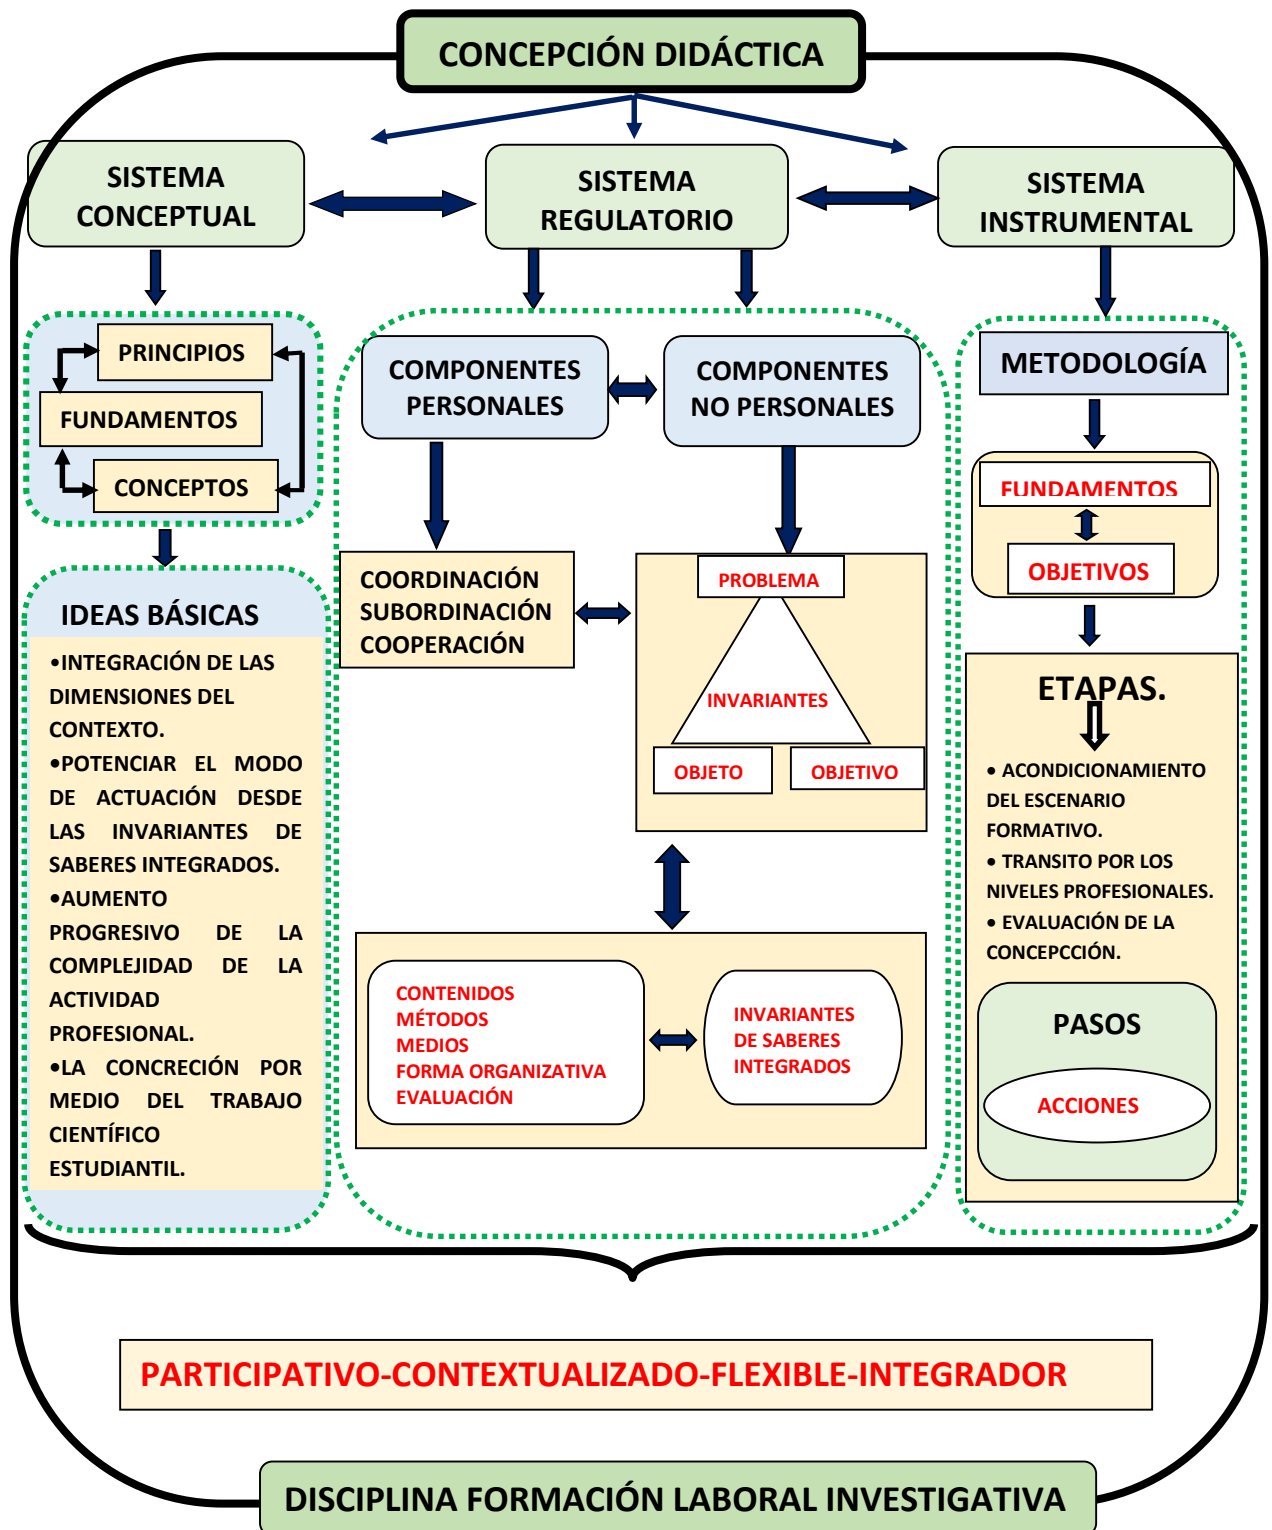 CONCEPCIÓN DIDÁCTICA
SISTEMA
CONCEPTUAL
SISTEMA
REGULATORIO
SISTEMA
INSTRUMENTAL
PRINCIPIOS
FUNDAMENTOS
CONCEPTOS
IDEAS BÁSICAS
•INTEGRACIÓN DE LAS
DIMENSIONES DEL
CONTEXTO.
•POTENCIAR EL MODO
DE ACTUACIÓN DESDE
LAS INVARIANTES DE
SABERES INTEGRADOS.
•AUMENTO
PROGRESIVO DE LA
COMPLEJIDAD DE LA
ACTIVIDAD
PROFESIONAL.
•LA CONCRECIÓN POR
MEDIO DEL TRABAJO
CIENTÍFICO
ESTUDIANTIL.
COMPONENTES
PERSONALES
COMPONENTES
NO PERSONALES
COORDINACIÓN
SUBORDINACIÓN
COOPERACIÓN
PROBLEMA
INVARIANTES
OBJETO
OBJETIVO
CONTENIDOS
MÉTODOS
MEDIOS
FORMA ORGANIZATIVA
EVALUACIÓN
INVARIANTES
DE SABERES
INTEGRADOS
METODOLOGÍA
FUNDAMENTOS
OBJETIVOS
ETAPAS.
• ACONDICIONAMIENTO
DEL ESCENARIO
FORMATIVO.
• TRANSITO POR LOS
NIVELES PROFESIONALES.
• EVALUACIÓN DE LA
CONCEPCCIÓN.
PASOS
ACCIONES
PARTICIPATIVO-CONTEXTUALIZADO-FLEXIBLE-INTEGRADOR
DISCIPLINA FORMACIÓN LABORAL INVESTIGATIVA